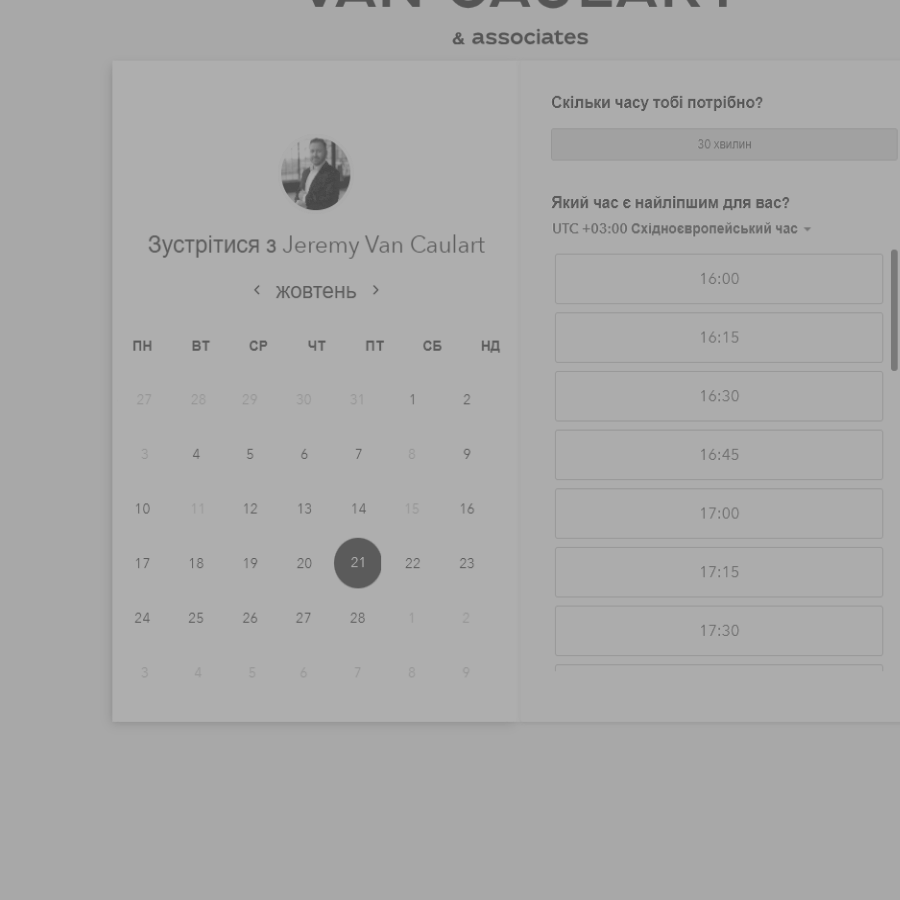 VAN CAULART
& associates
Зустрітися з Jeremy Van Caulart
жовтень
ПН ВТ СР ЧТ ПТ СБ НД
27 28 29 30 31 1 2
3 4 5 6 7 8 9
10 11 12 13 14 15 16
17 18 19 20 21 22 23
24 25 26 27 28 1 2
3 4 5 6 7 8 9
Скільки часу тобі потрібно?
30 хвилин
Який час є найліпшим для вас?
UTC +03:00 Східноєвропейський час
16:00
16:15
16:30
16:45
17:00
17:15
17:30